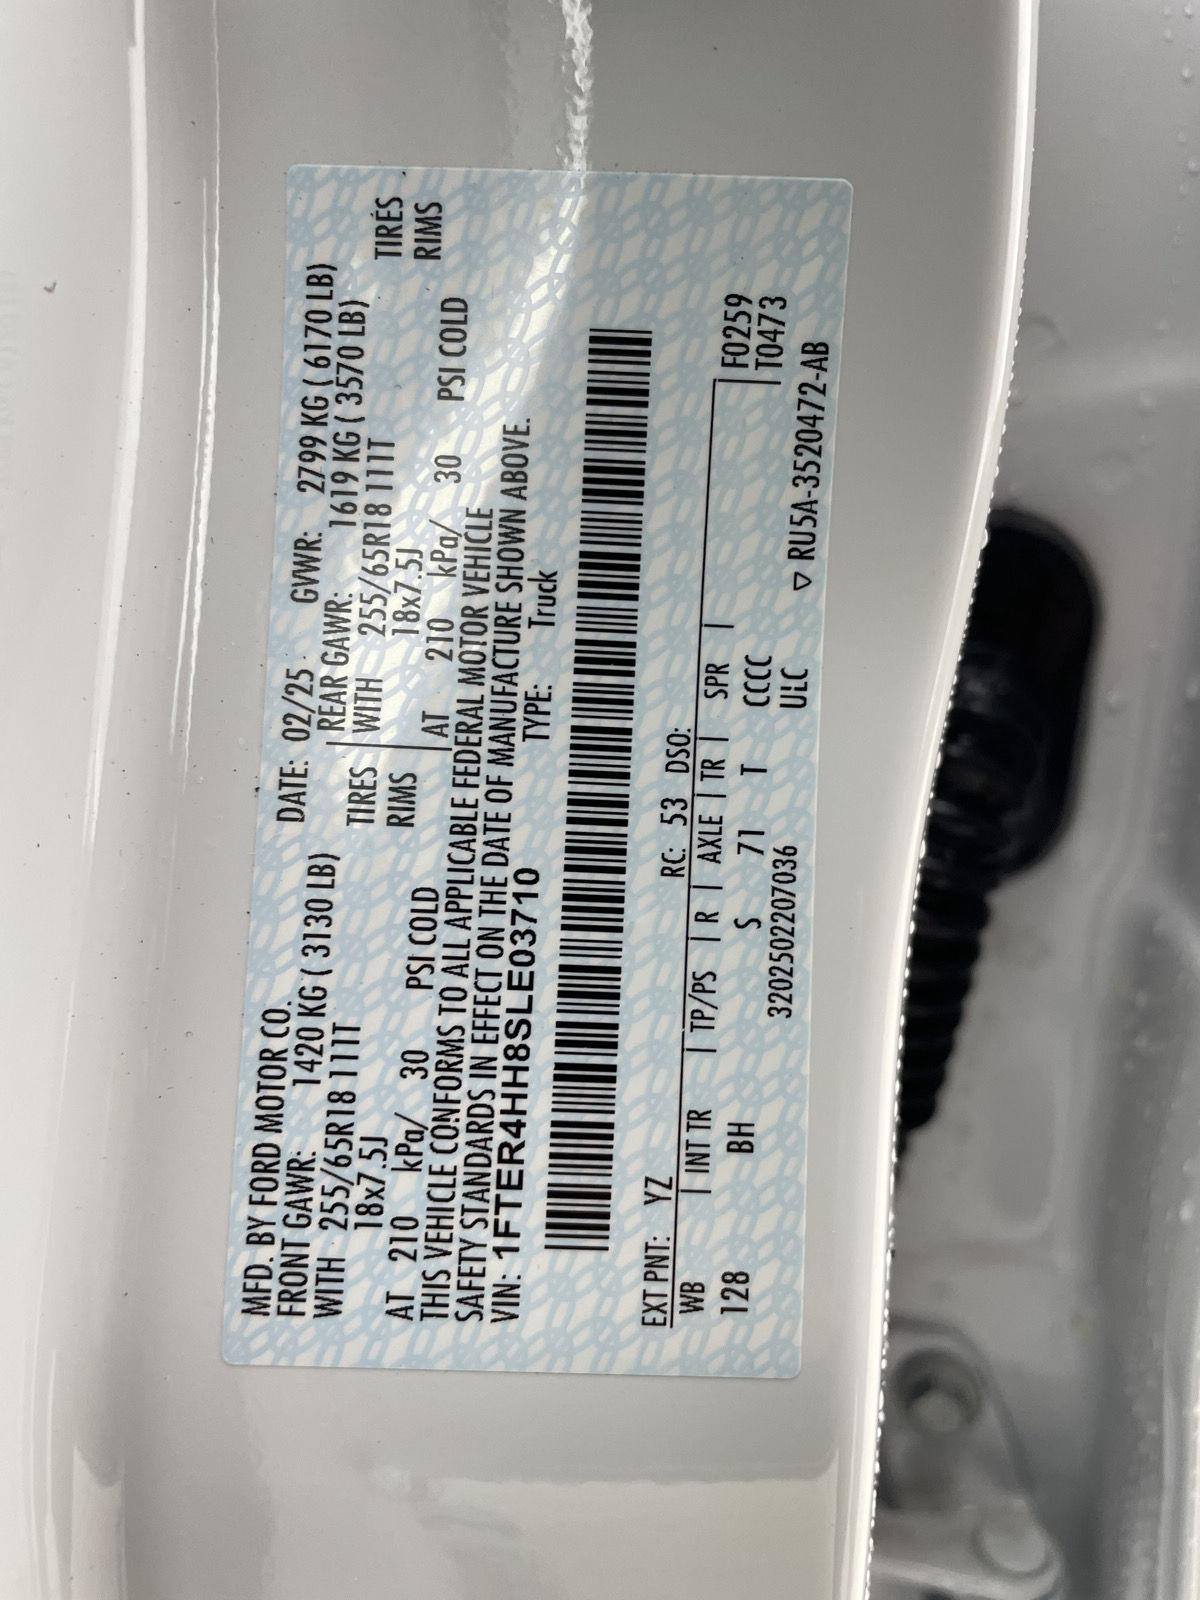 MFD. BY FORD MOTOR CO. DATE: 02/25 GVWR: 2799 KG ( 6170 LB)
FRONT GAWR: 1420 KG ( 3130 LB) REAR GAWR: 1619 KG ( 3570 LB)
WITH 255/65R18 111T TIRES WITH 255/65R18 111T TIRES
18x7.5J RIMS 18x7.5J RIMS
AT 210 kPa/ 30 PSI COLD AT 210 kPa/ 30 PSI COLD
THIS VEHICLE CONFORMS TO ALL APPLICABLE FEDERAL MOTOR VEHICLE
SAFETY STANDARDS IN EFFECT ON THE DATE OF MANUFACTURE SHOWN ABOVE.
VIN: 1FTER4HH8SLE03710 TYPE: Truck
EXT PNT: YZ RC: 53 DSO:
WB INT TR TP/PS R AXLE TR SPR F0259
128 BH S 71 T CCCC T0473
3202502207036 ULC ▽ RU5A-3520472-AB